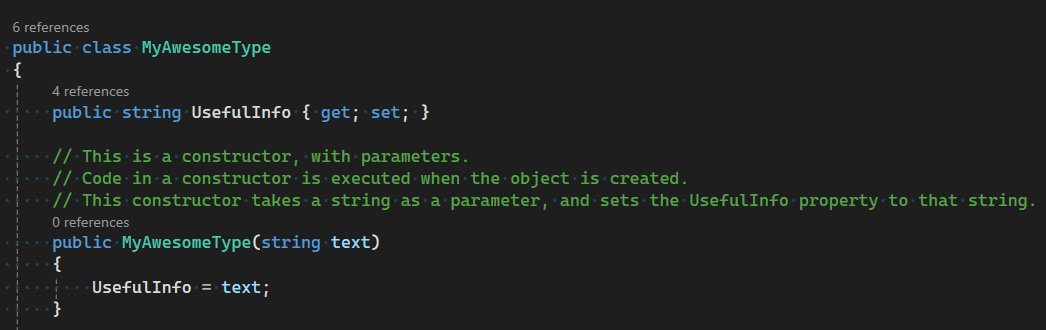 6 references
public class MyAwesomeType
{
4 references
public string UsefulInfo { get; set; }
// This is a constructor, with parameters.
// Code in a constructor is executed when the object is created.
// This constructor takes a string as a parameter, and sets the UsefulInfo property to that string.
0 references
public MyAwesomeType(string text)
{
UsefulInfo = text;
}